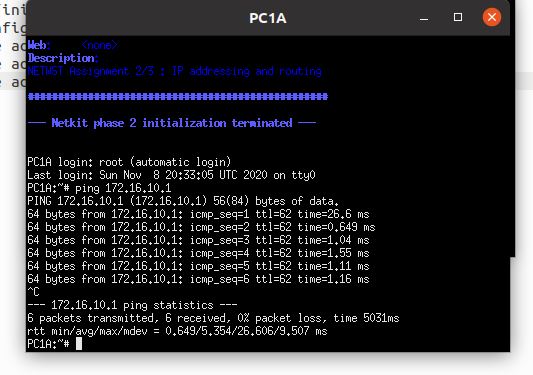 PC1A
Web: <none>
Description:
NETWST Assignment 2/3 : IP addressing and routing
--- Netkit phase 2 initialization terminated ---
PC1A login: root (automatic login)
Last login: Sun Nov  8 20:33:05 UTC 2020 on tty0
PC1A:~# ping 172.16.10.1
PING 172.16.10.1 (172.16.10.1) 56(84) bytes of data.
64 bytes from 172.16.10.1: icmp_seq=1 ttl=62 time=26.6 ms
64 bytes from 172.16.10.1: icmp_seq=2 ttl=62 time=0.649 ms
64 bytes from 172.16.10.1: icmp_seq=3 ttl=62 time=1.04 ms
64 bytes from 172.16.10.1: icmp_seq=4 ttl=62 time=1.55 ms
64 bytes from 172.16.10.1: icmp_seq=5 ttl=62 time=1.11 ms
64 bytes from 172.16.10.1: icmp_seq=6 ttl=62 time=1.16 ms
^C
--- 172.16.10.1 ping statistics ---
6 packets transmitted, 6 received, 0% packet loss, time 5031ms
rtt min/avg/max/mdev = 0.649/5.354/26.606/9.507 ms
PC1A:~#